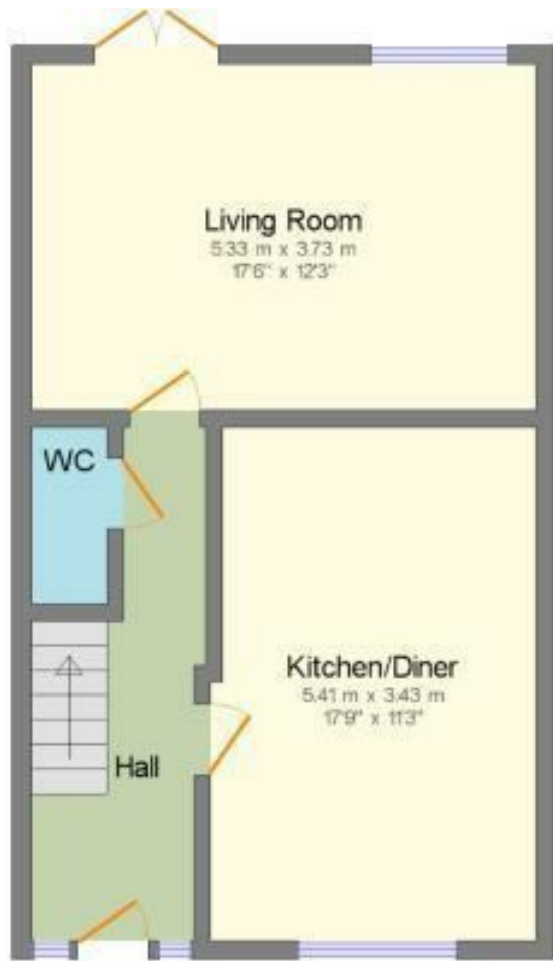 Living Room
5.33 m x 3.73 m
17'6" x 12'3"
WC
Kitchen/Diner
5.41 m x 3.43 m
17'9" x 11'3"
Hall